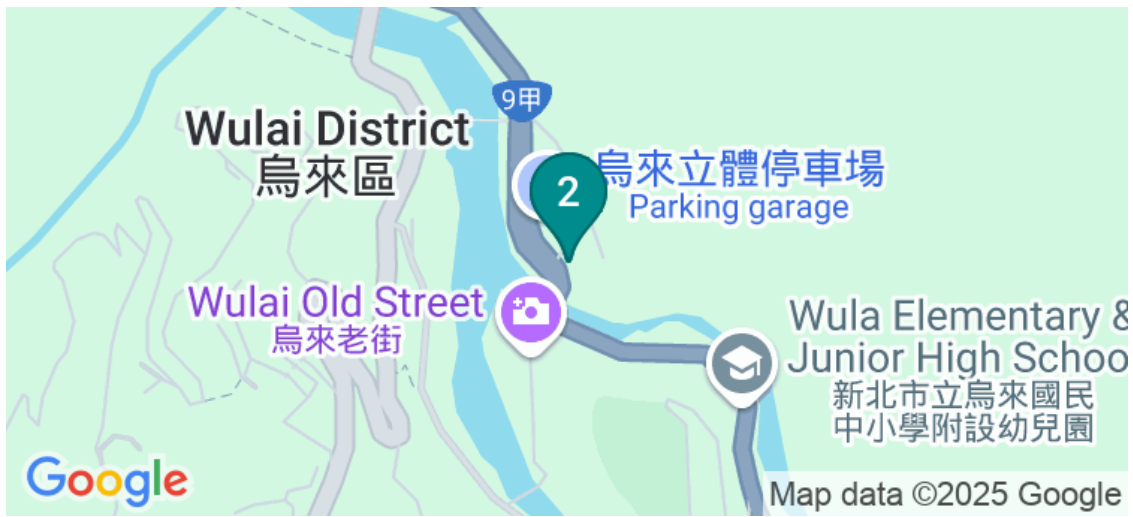 9甲
Wulai District
烏來區
烏來立體停車場
Parking garage
2
Wulai Old Street
烏來老街
Wula Elementary &
Junior High Schoo
新北市立烏來國民
中小學附設幼兒園
Google
Map data ©2025 Google